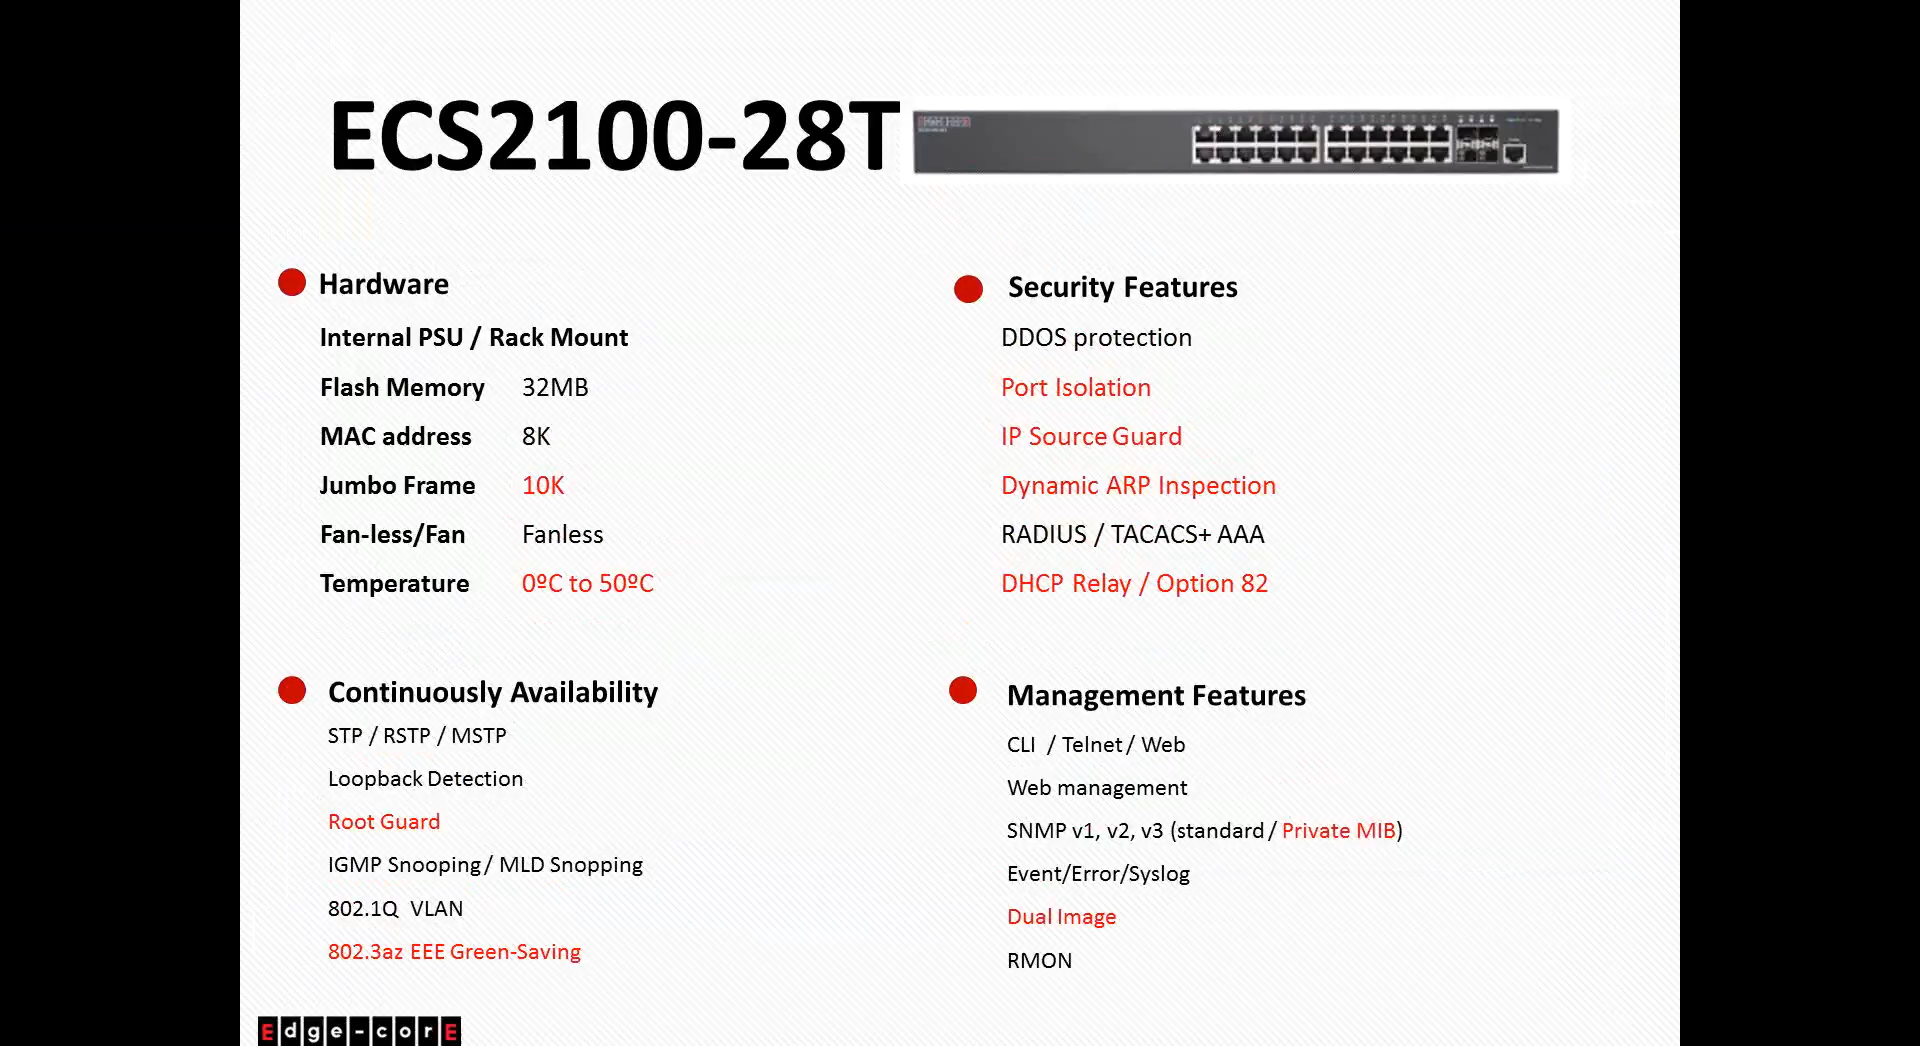 ECS2100-28T
Hardware
Internal PSU / Rack Mount
Flash Memory 32MB
MAC address 8K
Jumbo Frame 10K
Fan-less/Fan Fanless
Temperature 0ºC to 50ºC
Security Features
DDOS protection
Port Isolation
IP Source Guard
Dynamic ARP Inspection
RADIUS / TACACS+ AAA
DHCP Relay / Option 82
Continuously Availability
STP / RSTP / MSTP
Loopback Detection
Root Guard
IGMP Snooping / MLD Snopping
802.1Q VLAN
802.3az EEE Green-Saving
Management Features
CLI / Telnet / Web
Web management
SNMP v1, v2, v3 (standard / Private MIB)
Event/Error/Syslog
Dual Image
RMON
Edge-corE